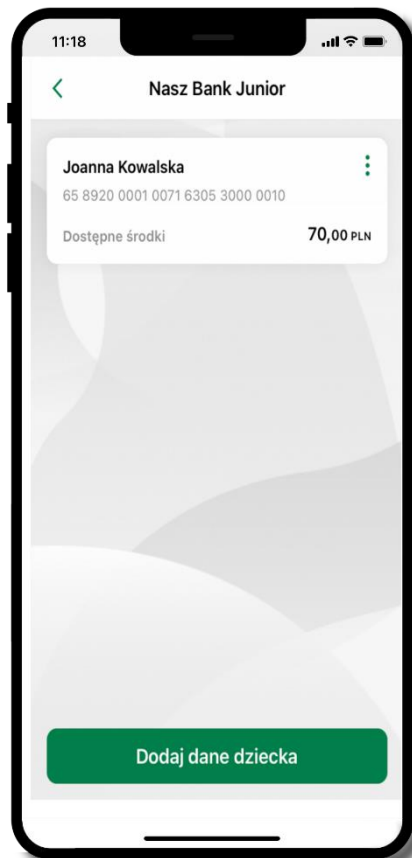 11:18
Nasz Bank Junior
Joanna Kowalska
65 8920 0001 0071 6305 3000 0010
Dostępne środki 70,00 PLN
Dodaj dane dziecka